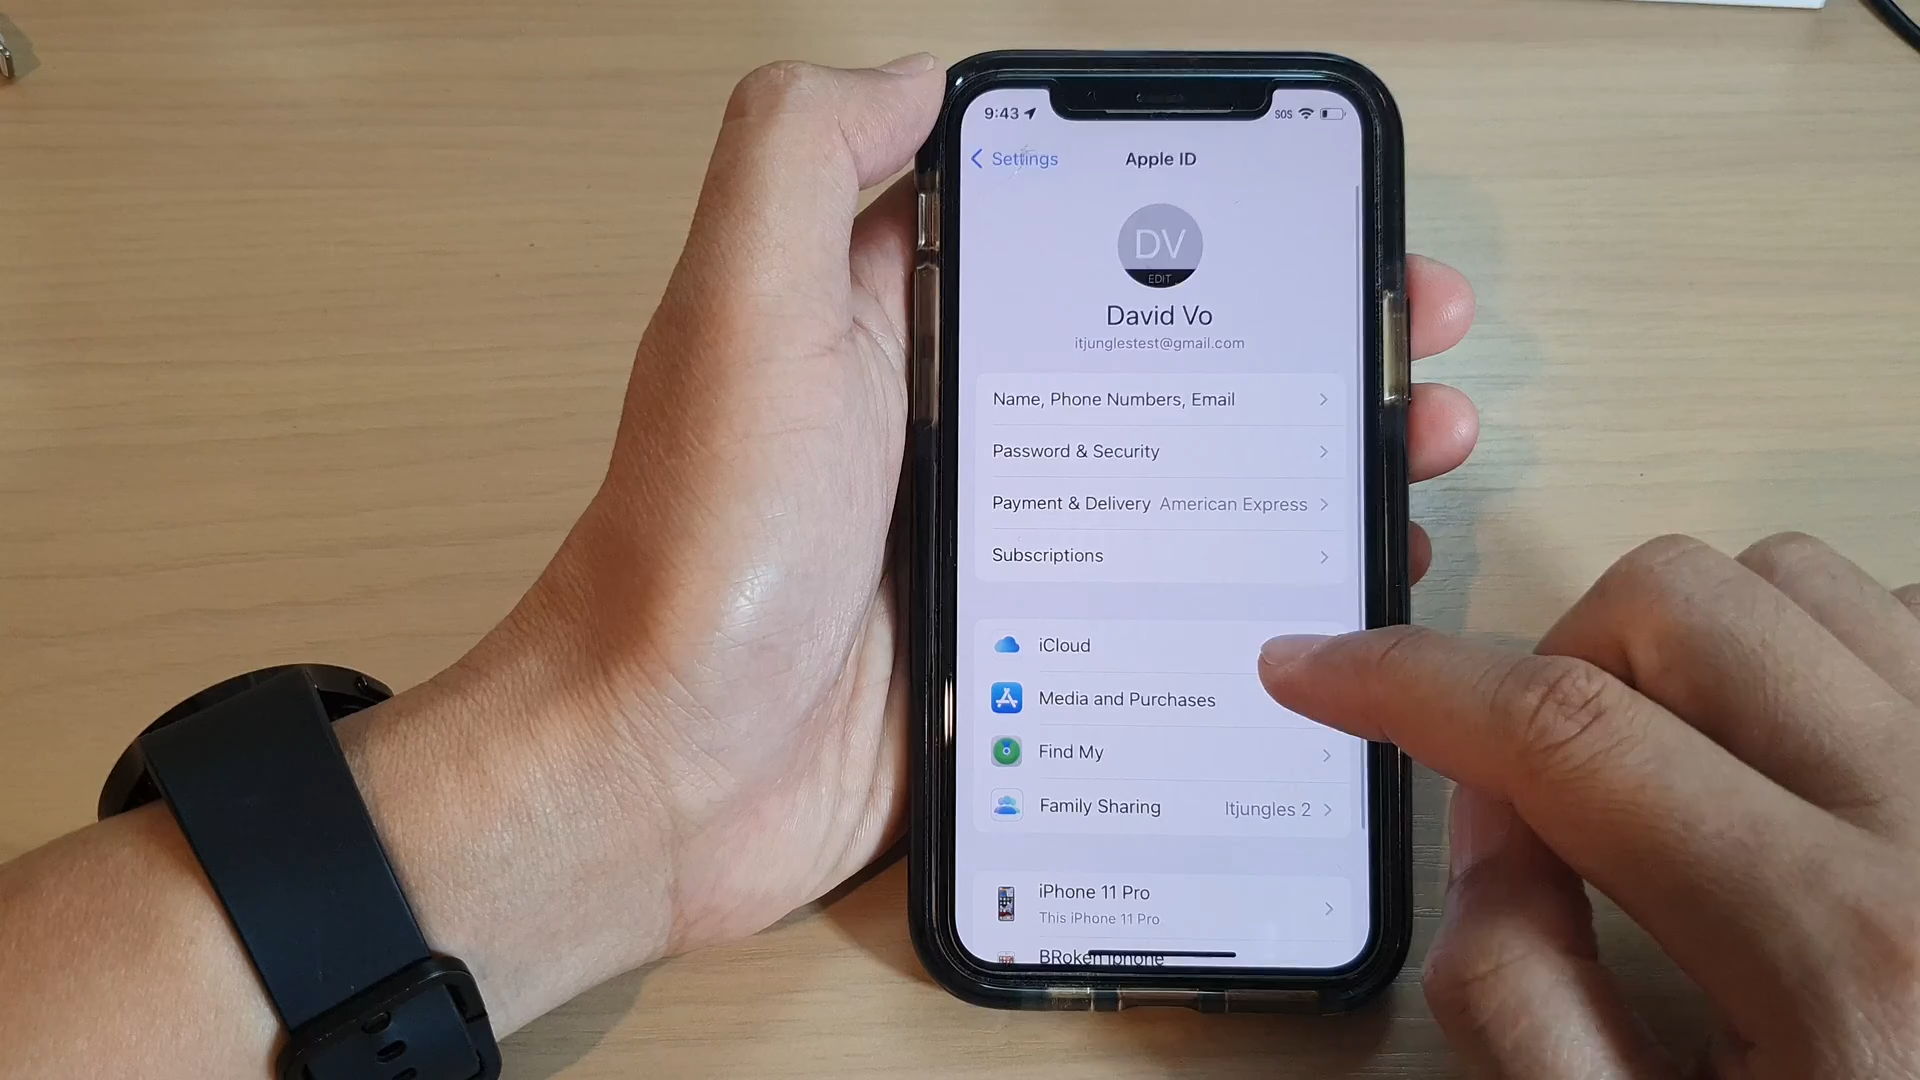 9:43 SOS
Settings Apple ID
DV
EDIT
David Vo
itjunglestest@gmail.com
Name, Phone Numbers, Email
Password & Security
Payment & Delivery American Express
Subscriptions
iCloud
Media and Purchases
Find My
Family Sharing Itjungles 2
iPhone 11 Pro
This iPhone 11 Pro
BRoken Iphone